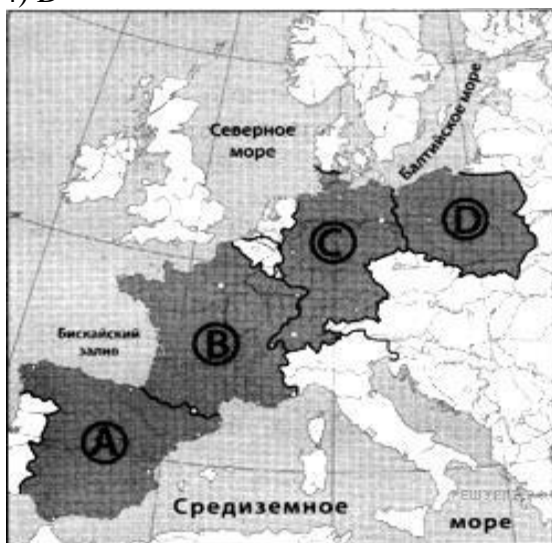 Северное
море
Балтийское море
D
C
B
Бискайский
залив
A
Средиземное
море